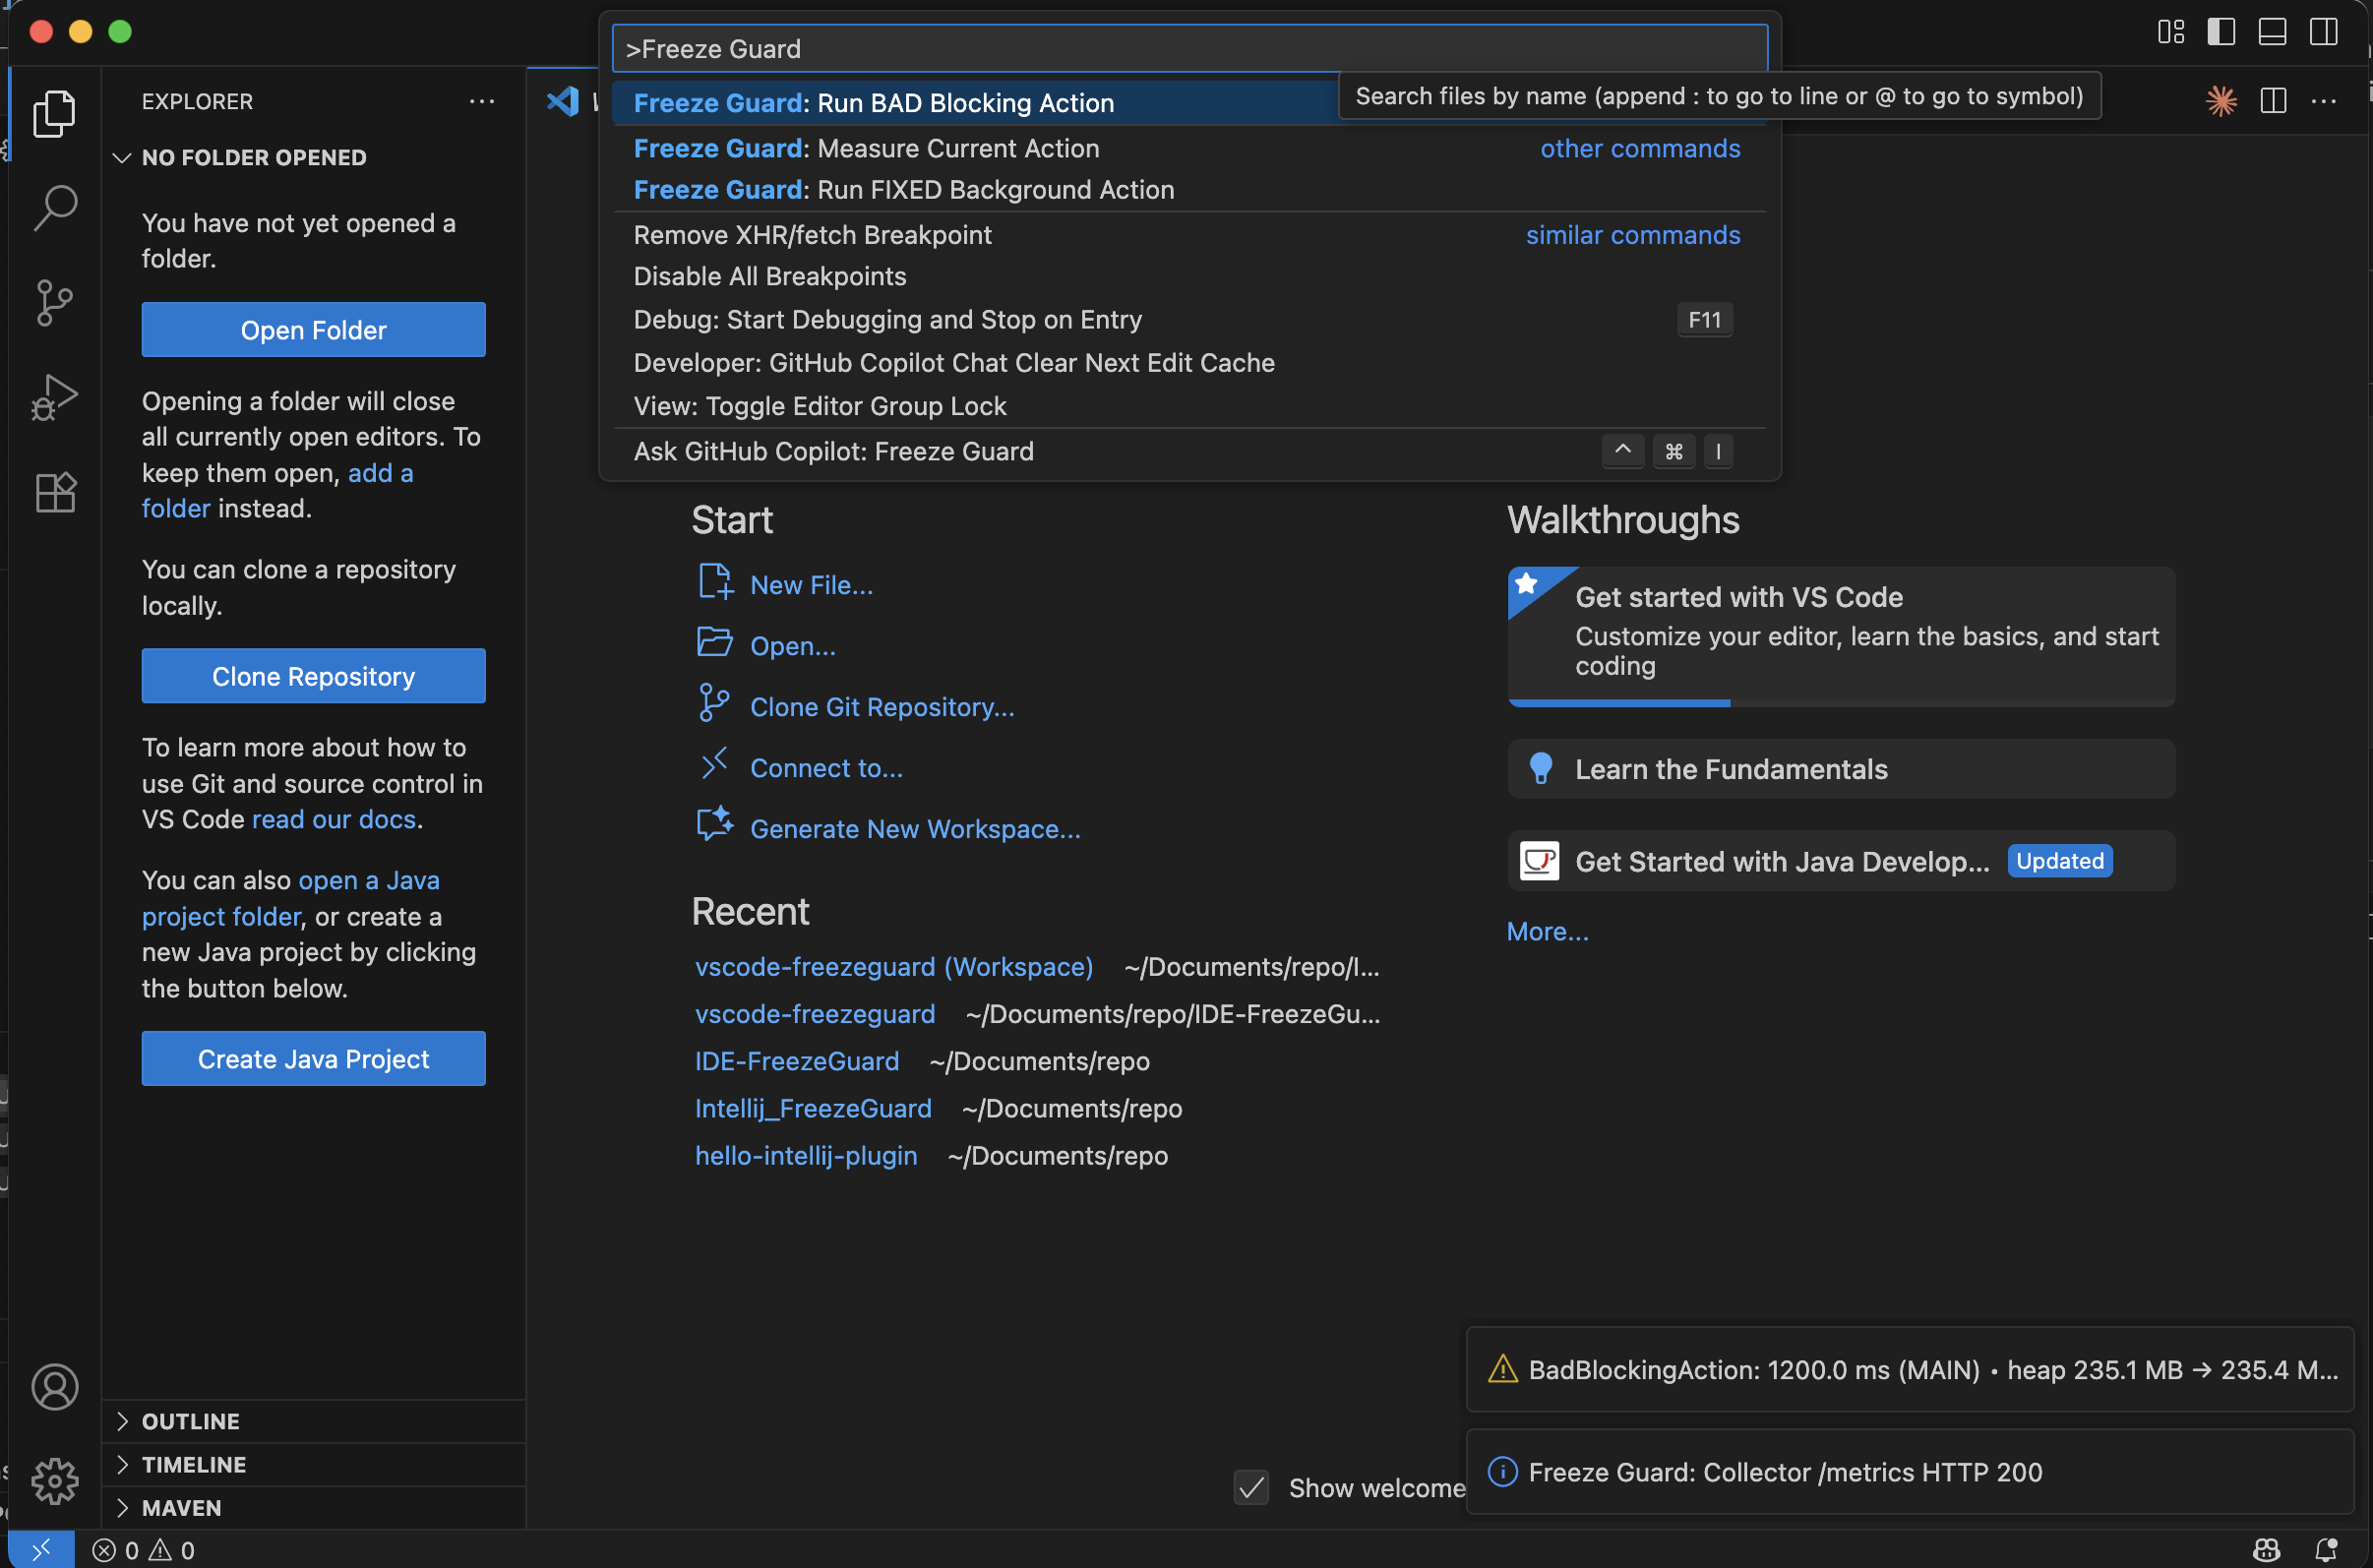 >Freeze Guard
Freeze Guard: Run BAD Blocking Action
Search files by name (append : to go to line or @ to go to symbol)
Freeze Guard: Measure Current Action
other commands
Freeze Guard: Run FIXED Background Action
Remove XHR/fetch Breakpoint
similar commands
Disable All Breakpoints
Debug: Start Debugging and Stop on Entry
F11
Developer: GitHub Copilot Chat Clear Next Edit Cache
View: Toggle Editor Group Lock
Ask GitHub Copilot: Freeze Guard
^ ⌘ I
EXPLORER
NO FOLDER OPENED
You have not yet opened a
folder.
Open Folder
Opening a folder will close
all currently open editors. To
keep them open, add a
folder instead.
You can clone a repository
locally.
Clone Repository
To learn more about how to
use Git and source control in
VS Code read our docs.
You can also open a Java
project folder, or create a
new Java project by clicking
the button below.
Create Java Project
OUTLINE
TIMELINE
MAVEN
Start
New File...
Open...
Clone Git Repository...
Connect to...
Generate New Workspace...
Recent
vscode-freezeguard (Workspace) ~/Documents/repo/I...
vscode-freezeguard ~/Documents/repo/IDE-FreezeGu...
IDE-FreezeGuard ~/Documents/repo
Intellij_FreezeGuard ~/Documents/repo
hello-intellij-plugin ~/Documents/repo
Walkthroughs
Get started with VS Code
Customize your editor, learn the basics, and start
coding
Learn the Fundamentals
Get Started with Java Develop... Updated
More...
Show welcome
BadBlockingAction: 1200.0 ms (MAIN) • heap 235.1 MB → 235.4 M...
Freeze Guard: Collector /metrics HTTP 200
0 0